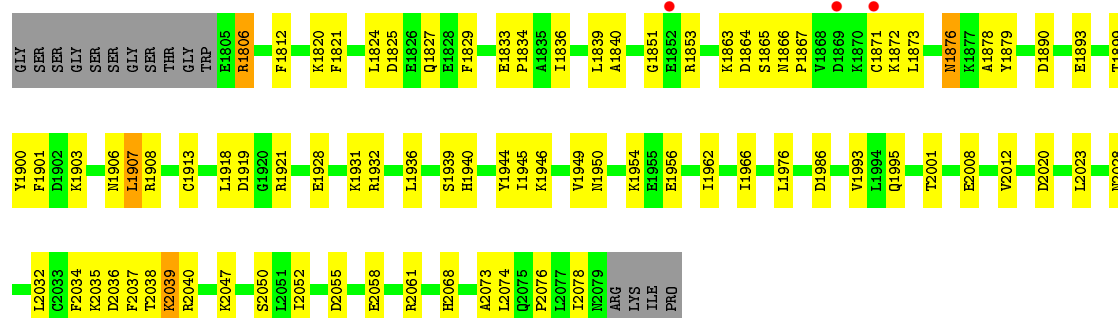 GLY SER SER GLY SER SER GLY SER THR GLY TRP E1805 R1806 F1812 K1820 F1821 L1824 D1825 E1826 Q1827 E1828 F1829 E1833 P1834 A1835 I1836 L1839 A1840 G1851 E1852 R1853 K1863 D1864 S1865 N1866 P1867 V1868 D1869 K1870 C1871 K1872 L1873 N1876 K1877 A1878 Y1879 D1890 E1893
Y1900 F1901 D1902 K1903 N1906 L1907 R1908 C1913 L1918 D1919 G1920 R1921 E1928 K1931 R1932 L1936 S1939 H1940 Y1944 I1945 K1946 V1949 N1950 K1954 E1955 E1956 I1962 I1966 L1976 D1986 V1993 L1994 Q1995 T2001 E2008 V2012 D2020 L2023
L2032 C2033 F2034 K2035 D2036 F2037 T2038 K2039 R2040 K2047 S2050 L2051 I2052 D2055 E2058 R2061 H2068 A2073 L2074 Q2075 P2076 L2077 I2078 N2079 ARG LYS ILE PRO